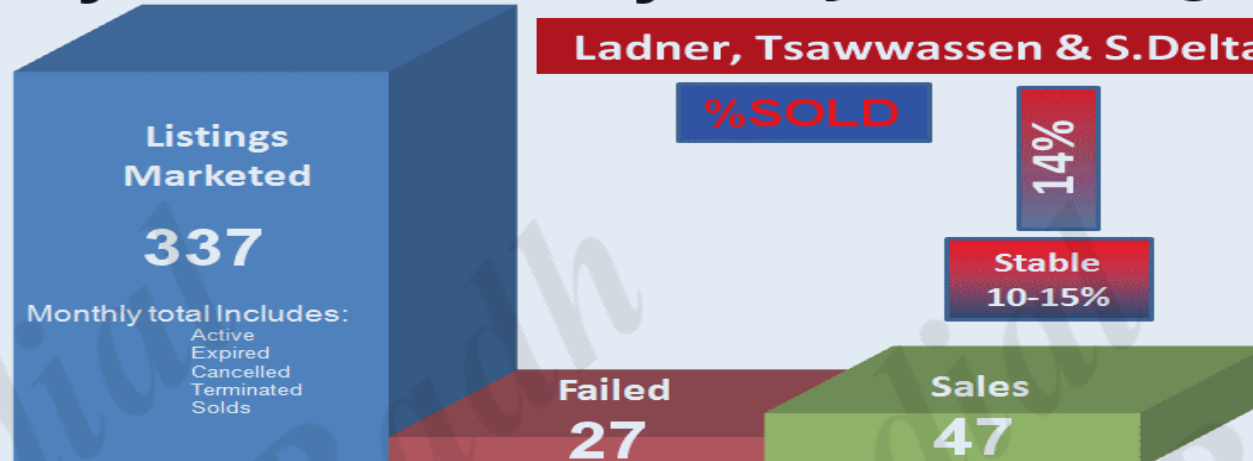 Ladner, Tsawwassen & S.Delta
%SOLD
14%
Stable
10-15%
Listings
Marketed
337
Monthly total Includes:
Active
Expired
Cancelled
Terminated
Solds
Failed
27
Sales
47